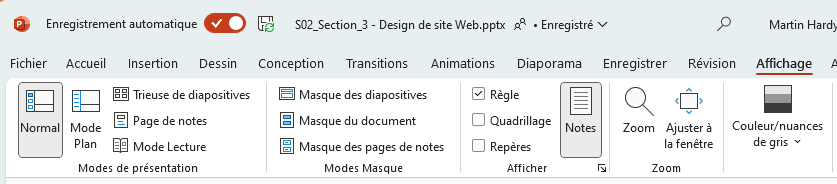 Enregistrement automatique S02_Section_3 - Design de site Web.pptx • Enregistré Martin Hardy
Fichier Accueil Insertion Dessin Conception Transitions Animations Diaporama Enregistrer Révision Affichage
Normal
Mode
Plan
Trieuse de diapositives
Page de notes
Mode Lecture
Modes de présentation
Masque des diapositives
Masque du document
Masque des pages de notes
Modes Masque
Règle
Quadrillage
Repères
Notes
Afficher
Zoom
Ajuster à
la fenêtre
Zoom
Couleur/nuances
de gris